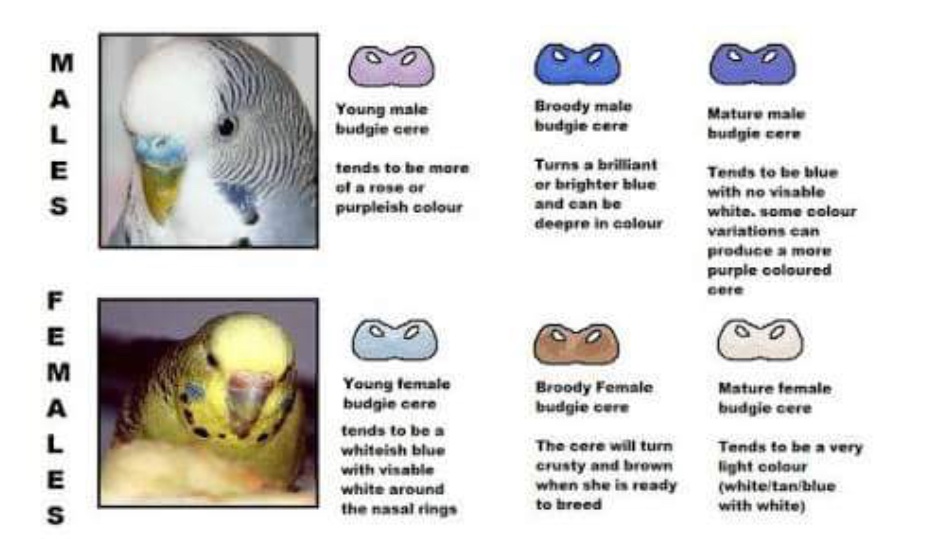 MALES
Young male
budgie cere
tends to be more
of a rose or
purpleish colour
Broody male
budgie cere
Turns a brilliant
or brighter blue
and can be
deepre in colour
Mature male
budgie cere
Tends to be blue
with no visable
white. some colour
variations can
produce a more
purple coloured
cere
FEMALES
Young female
budgie cere
tends to be a
whiteish blue
with visable
white around
the nasal rings
Broody Female
budgie cere
The cere will turn
crusty and brown
when she is ready
to breed
Mature female
budgie cere
Tends to be a very
light colour
(white/tan/blue
with white)